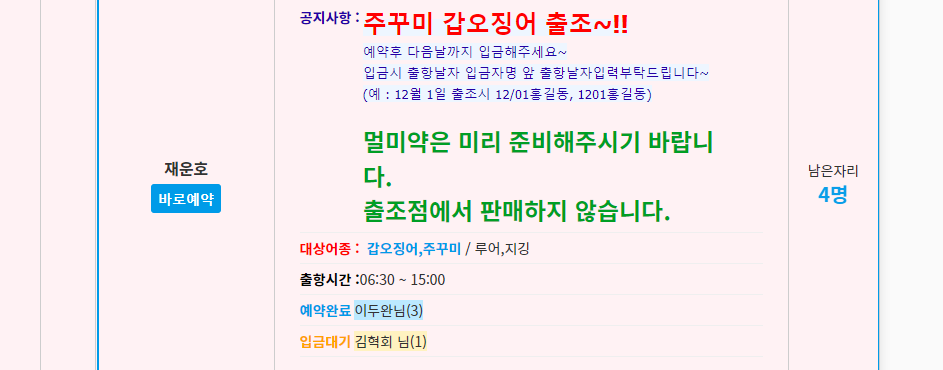 공지사항 : 주꾸미 갑오징어 출조~!!
예약후 다음날까지 입금해주세요~
입금시 출항날자 입금자명 앞 출항날자입력부탁드립니다~
(예 : 12월 1일 출조시 12/01홍길동, 1201홍길동)
멀미약은 미리 준비해주시기 바랍니
다.
출조점에서 판매하지 않습니다.
재운호
바로예약
남은자리
4명
대상어종 : 갑오징어,주꾸미 / 루어,지깅
출항시간 :06:30 ~ 15:00
예약완료 이두완님(3)
입금대기 김혁회 님(1)